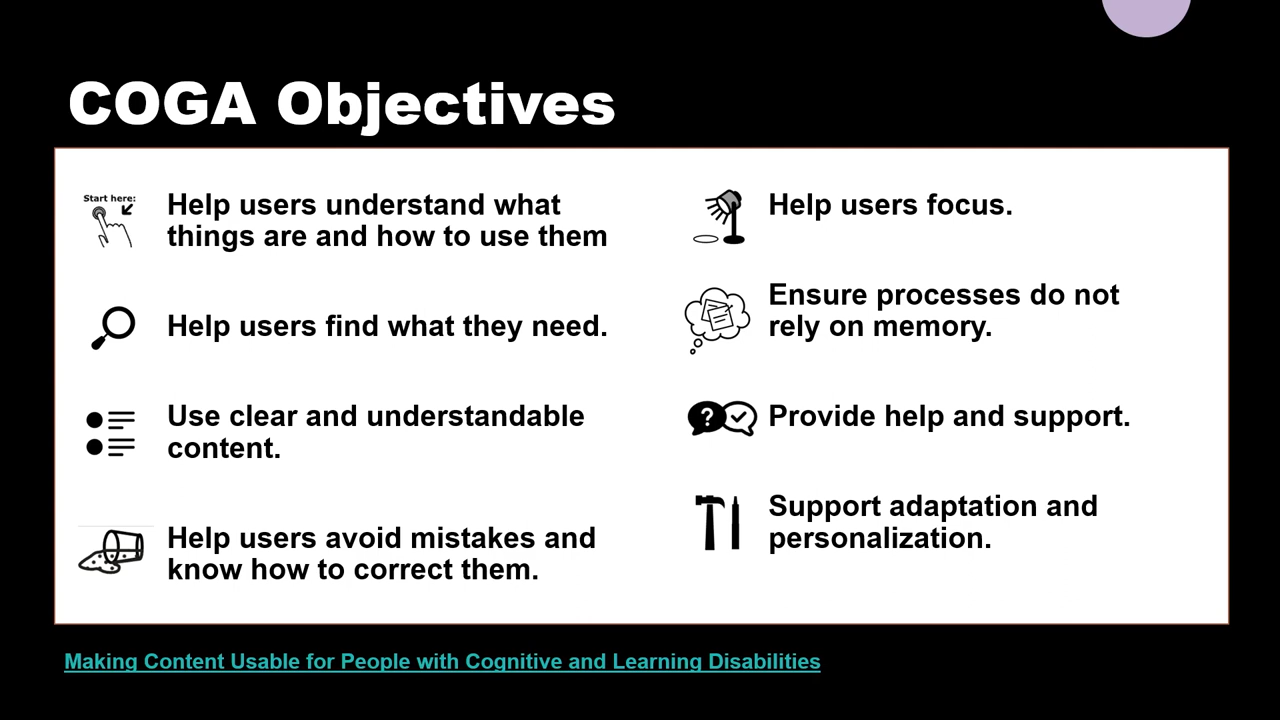 COGA Objectives
Start here:
Help users understand what
things are and how to use them
Help users find what they need.
Use clear and understandable
content.
Help users avoid mistakes and
know how to correct them.
Help users focus.
Ensure processes do not
rely on memory.
?
Provide help and support.
Support adaptation and
personalization.
Making Content Usable for People with Cognitive and Learning Disabilities